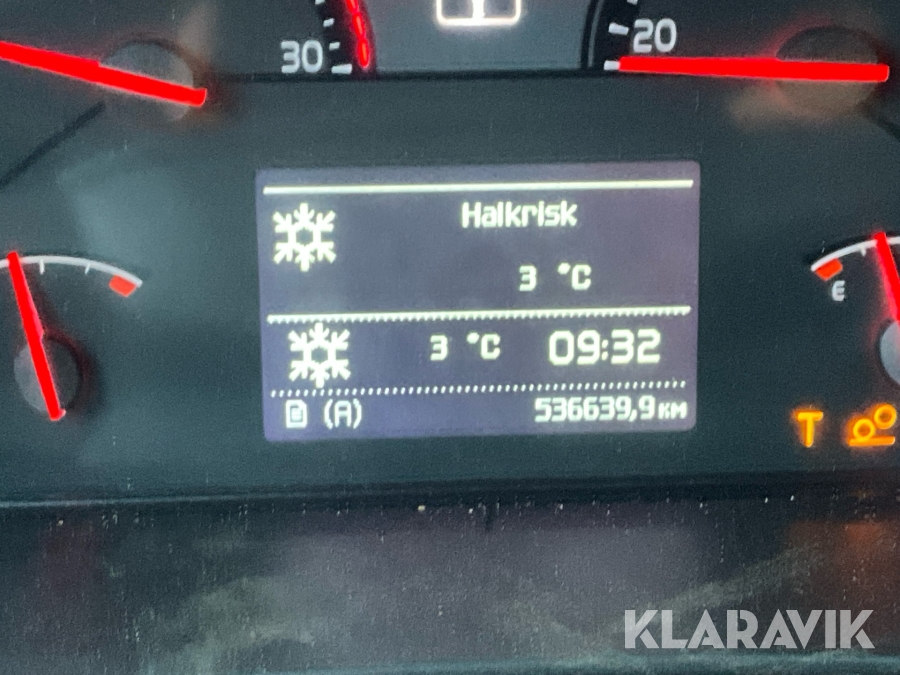 30
20
Halkrisk
3 °C
E
3 °C 09:32
(A) 536639,9 KM
T
KLARAVIK